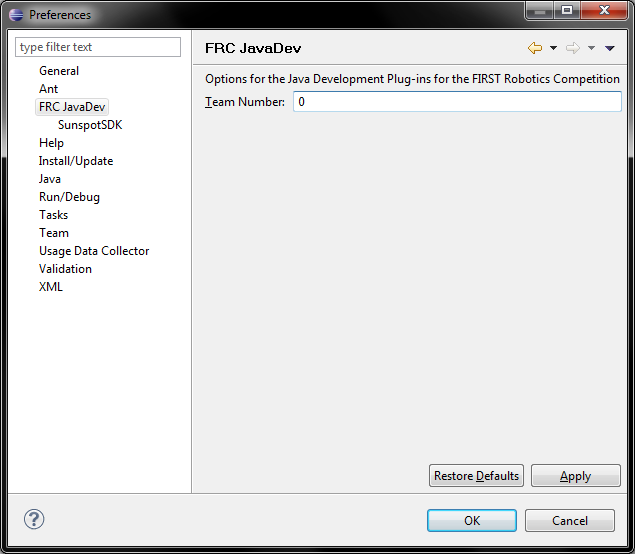 Preferences
type filter text
General
Ant
FRC JavaDev
SunspotSDK
Help
Install/Update
Java
Run/Debug
Tasks
Team
Usage Data Collector
Validation
XML
FRC JavaDev
Options for the Java Development Plug-ins for the FIRST Robotics Competition
Team Number: 0
Restore Defaults Apply
? OK Cancel